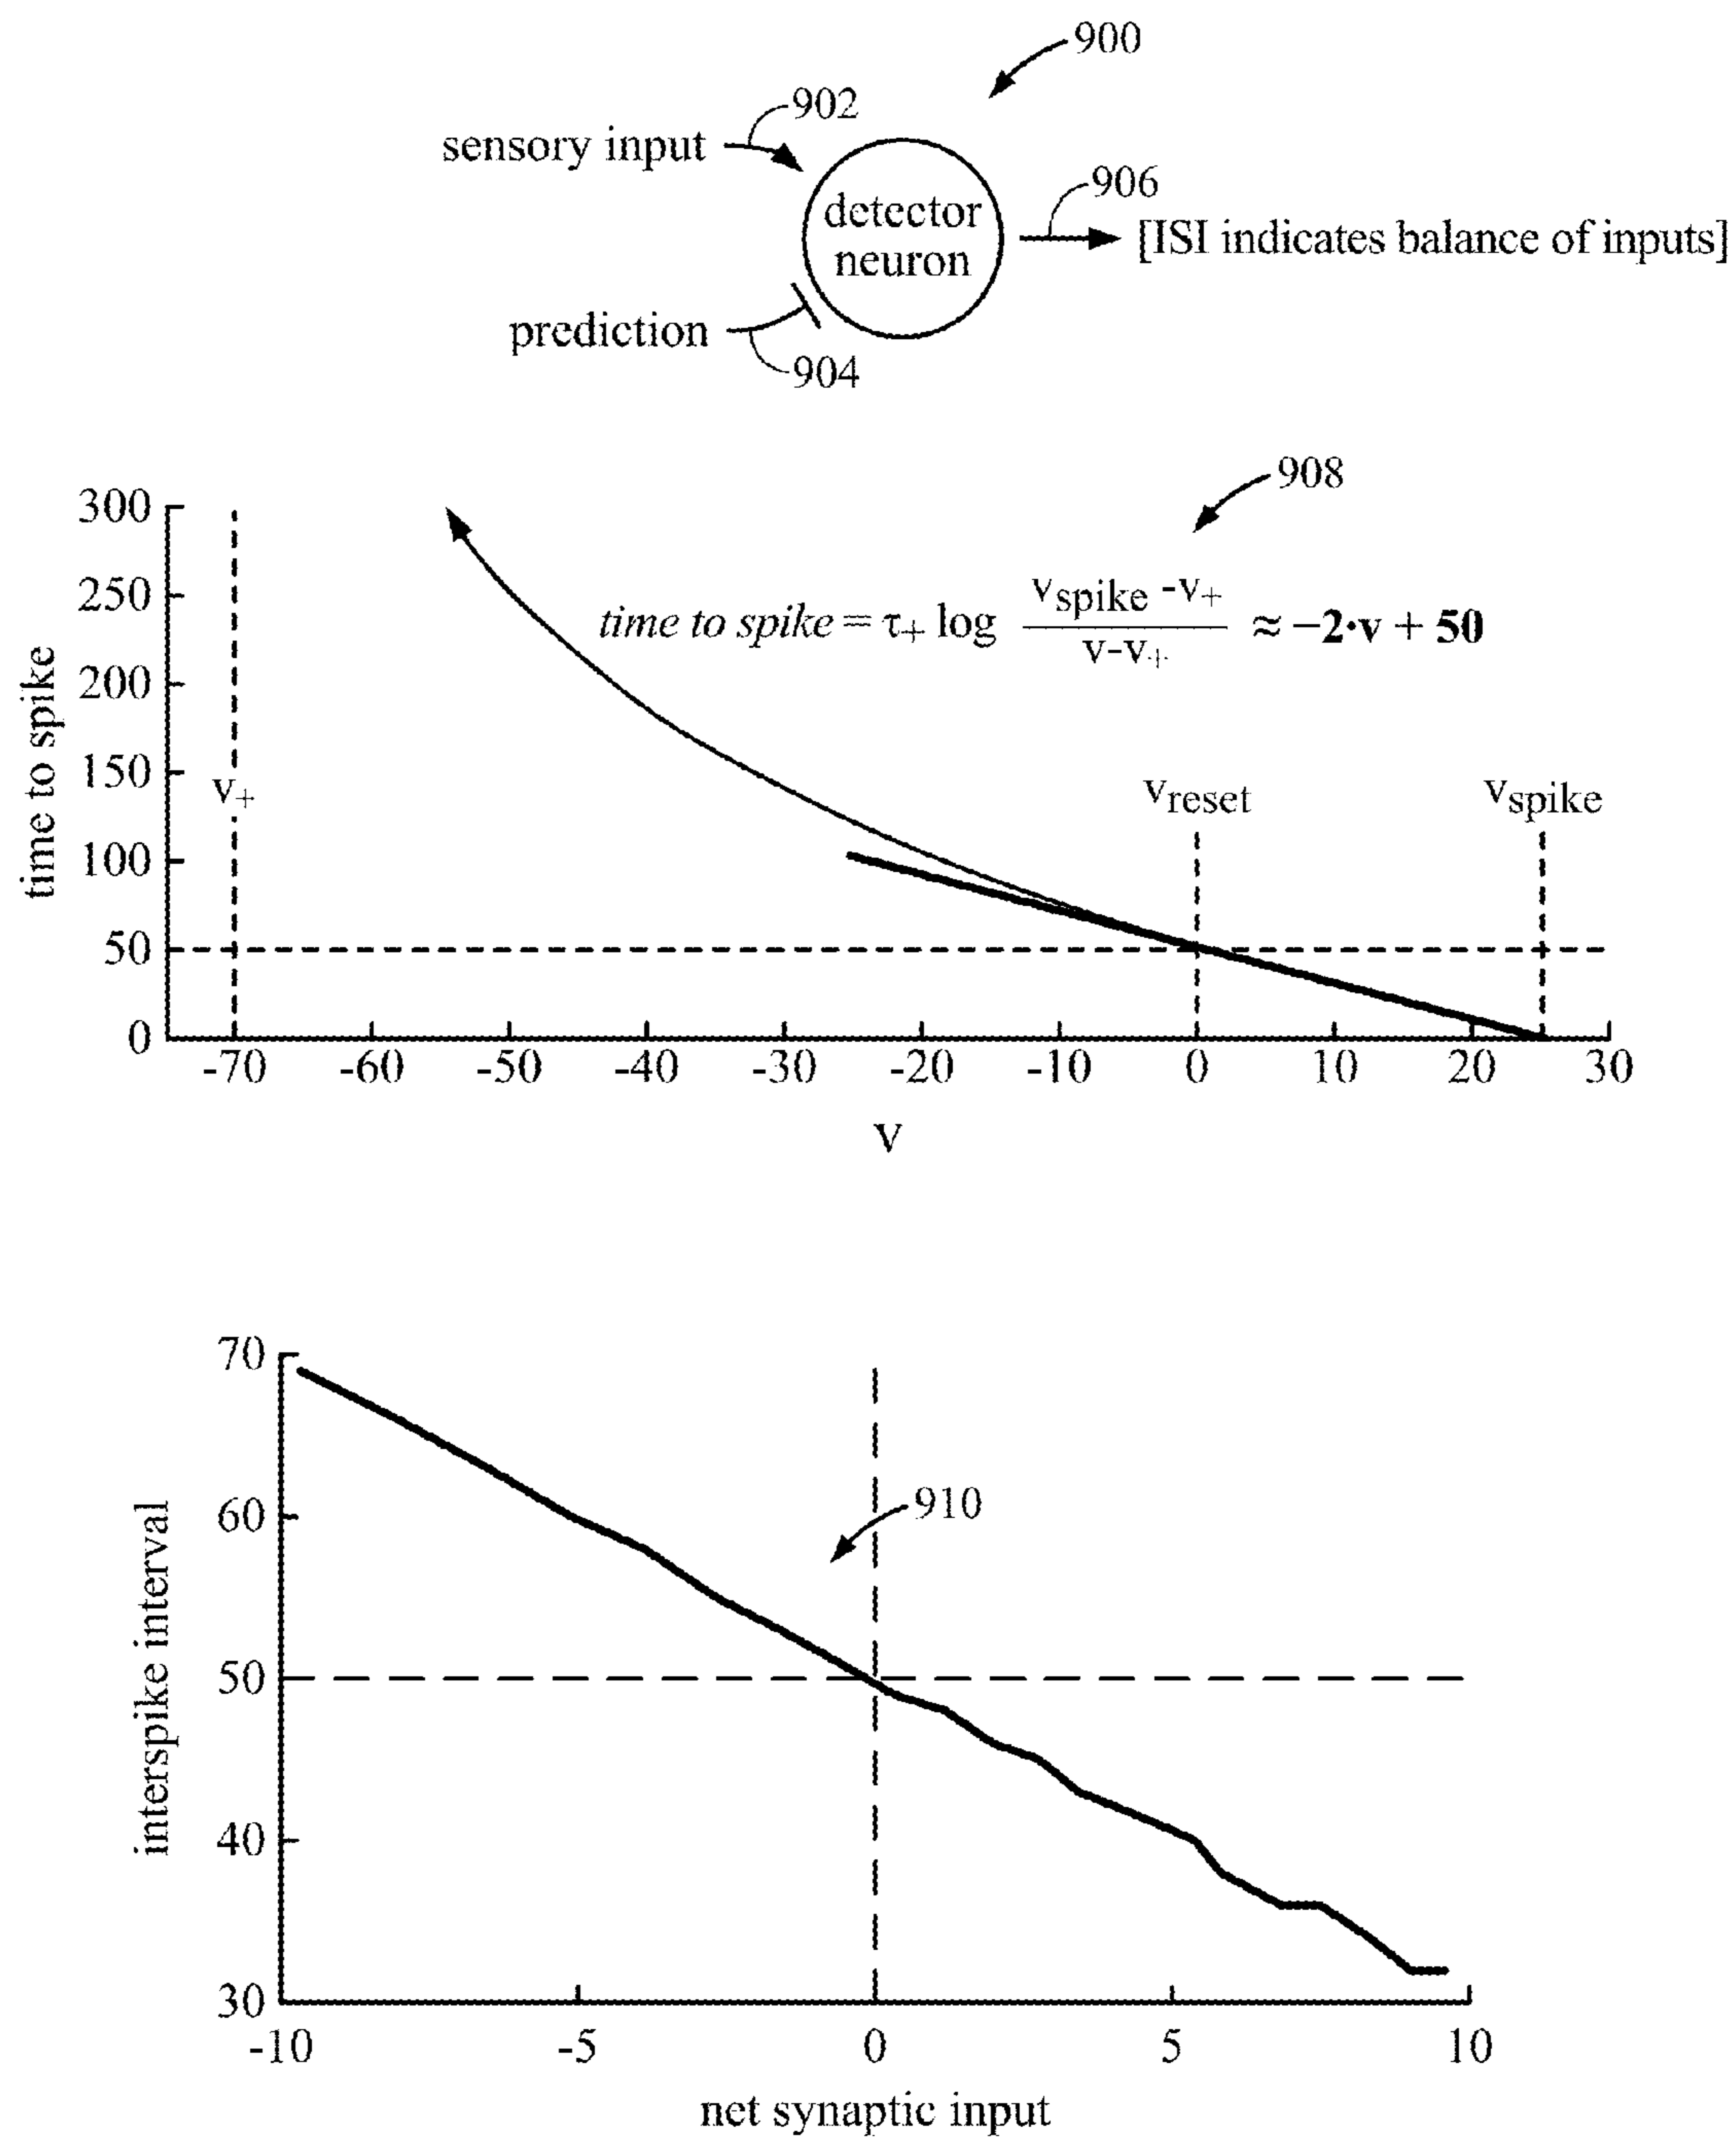 900
902
sensory input
906
detector
neuron
[ISI indicates balance of inputs]
prediction
904
908
300
250
200
150
100
50
0
time to spike
time to spike = τ+ log (vspike -v+)/(v-v+) ≈ −2·v + 50
v+
vreset
vspike
-70 -60 -50 -40 -30 -20 -10 0 10 20 30
v
70
60
50
40
30
interspike interval
910
-10 -5 0 5 10
net synaptic input